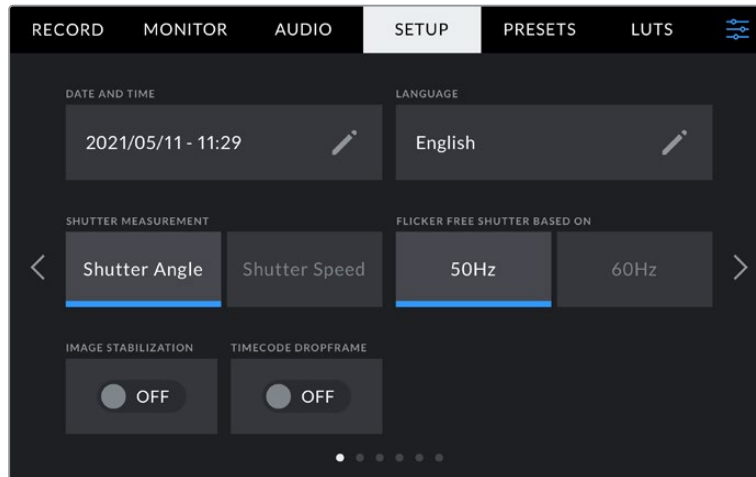 RECORD MONITOR AUDIO SETUP PRESETS LUTS
DATE AND TIME LANGUAGE
2021/05/11 - 11:29 English
SHUTTER MEASUREMENT FLICKER FREE SHUTTER BASED ON
Shutter Angle Shutter Speed 50Hz 60Hz
IMAGE STABILIZATION TIMECODE DROPFRAME
OFF OFF